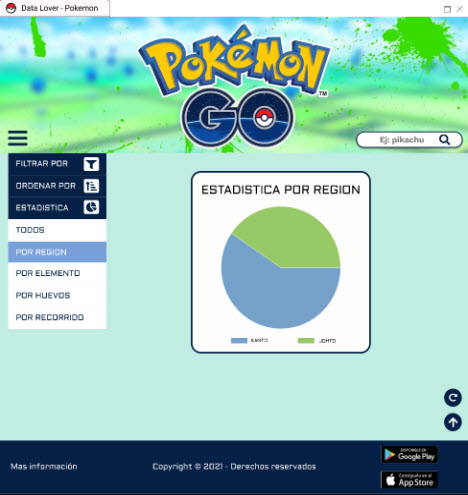 Data Lover - Pokemon
POKÉMON
TM
GO
Ej: pikachu
FILTRAR POR
ORDENAR POR
ESTADISTICA
TODOS
POR REGION
POR ELEMENTO
POR HUEVOS
POR RECORRIDO
ESTADISTICA POR REGION
KANTO
JOHTO
Mas información
Copyright © 2021 - Derechos reservados
DISPONIBLE EN
Google Play
Consíguelo en el
App Store